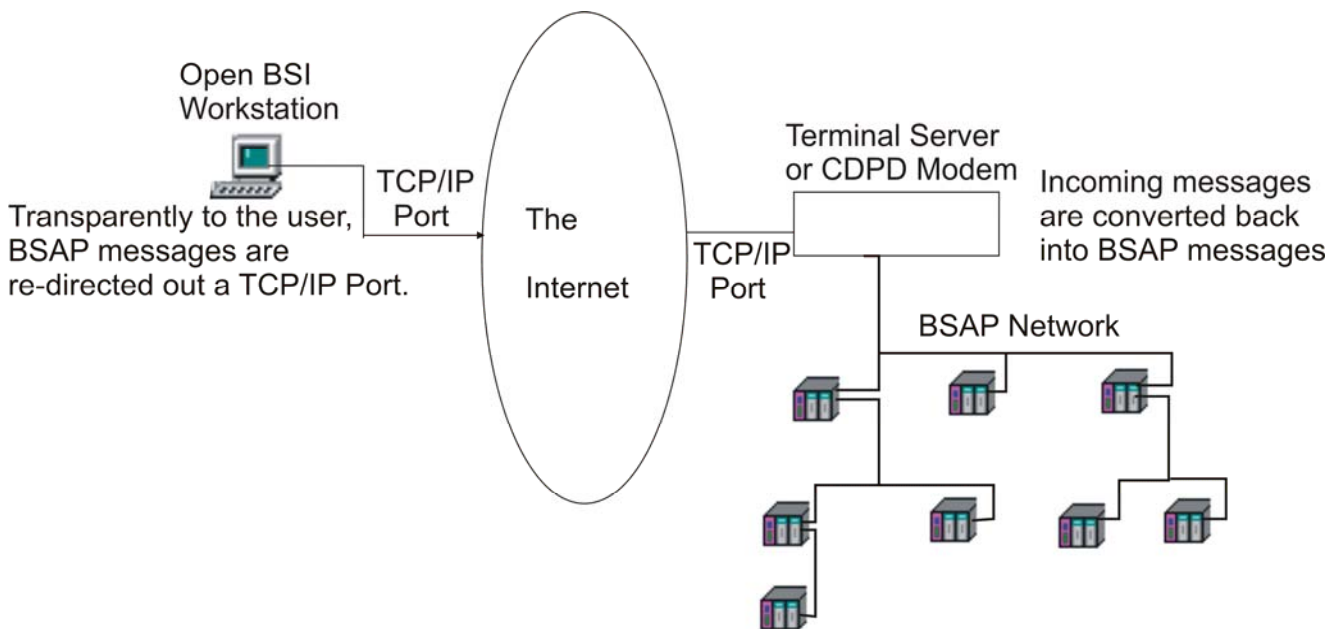 Open BSI
Workstation
TCP/IP
Port
Transparently to the user,
BSAP messages are
re-directed out a TCP/IP Port.
The
Internet
TCP/IP
Port
Terminal Server
or CDPD Modem
Incoming messages
are converted back
into BSAP messages
BSAP Network